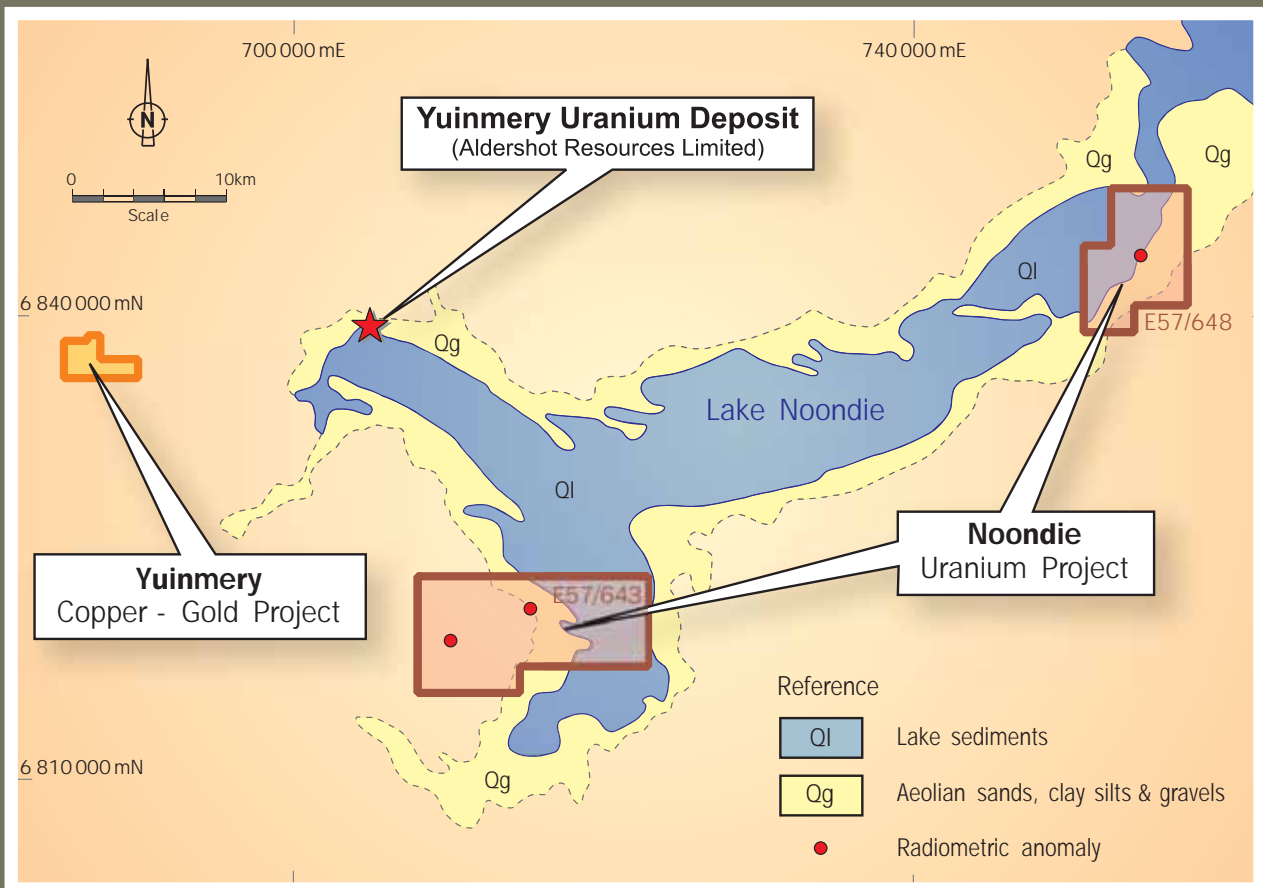 700 000 mE
740 000 mE
N
0 10km
Scale
Yuinmery Uranium Deposit
(Aldershot Resources Limited)
Qg
Qg
Ql
6 840 000 mN
E57/648
Qg
Lake Noondie
Ql
Noondie
Uranium Project
Yuinmery
Copper - Gold Project
E57/643
Reference
Ql Lake sediments
6 810 000 mN
Qg
Qg Aeolian sands, clay silts & gravels
Radiometric anomaly